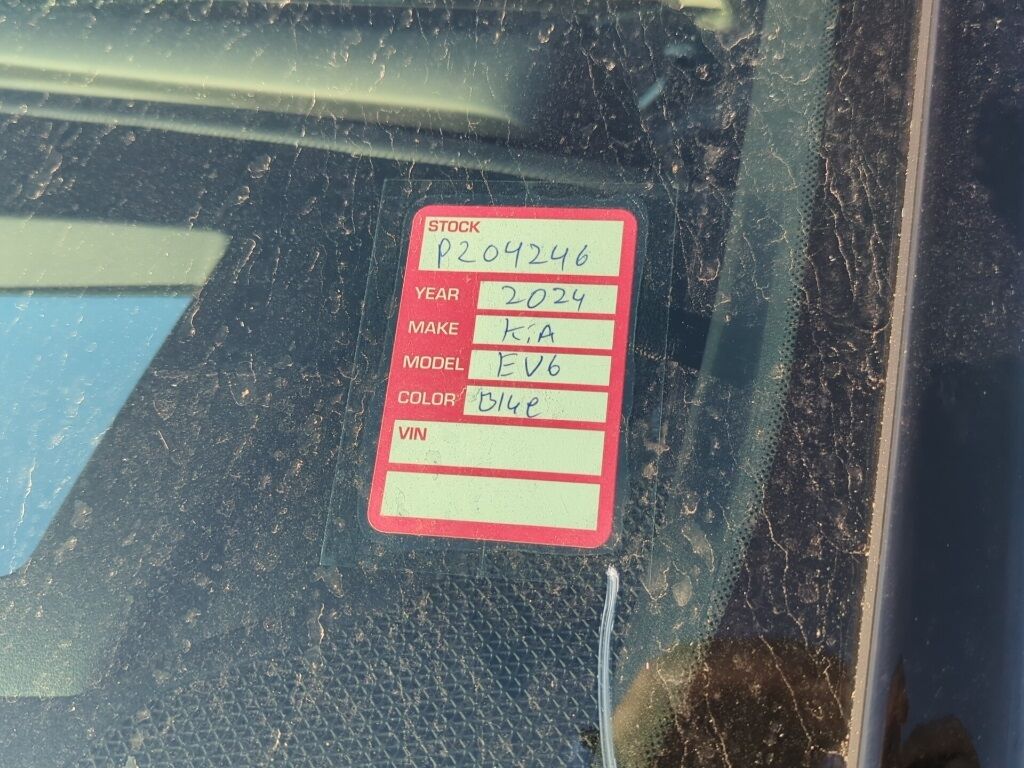 STOCK
P204246
YEAR 2024
MAKE KiA
MODEL EV6
COLOR Blue
VIN